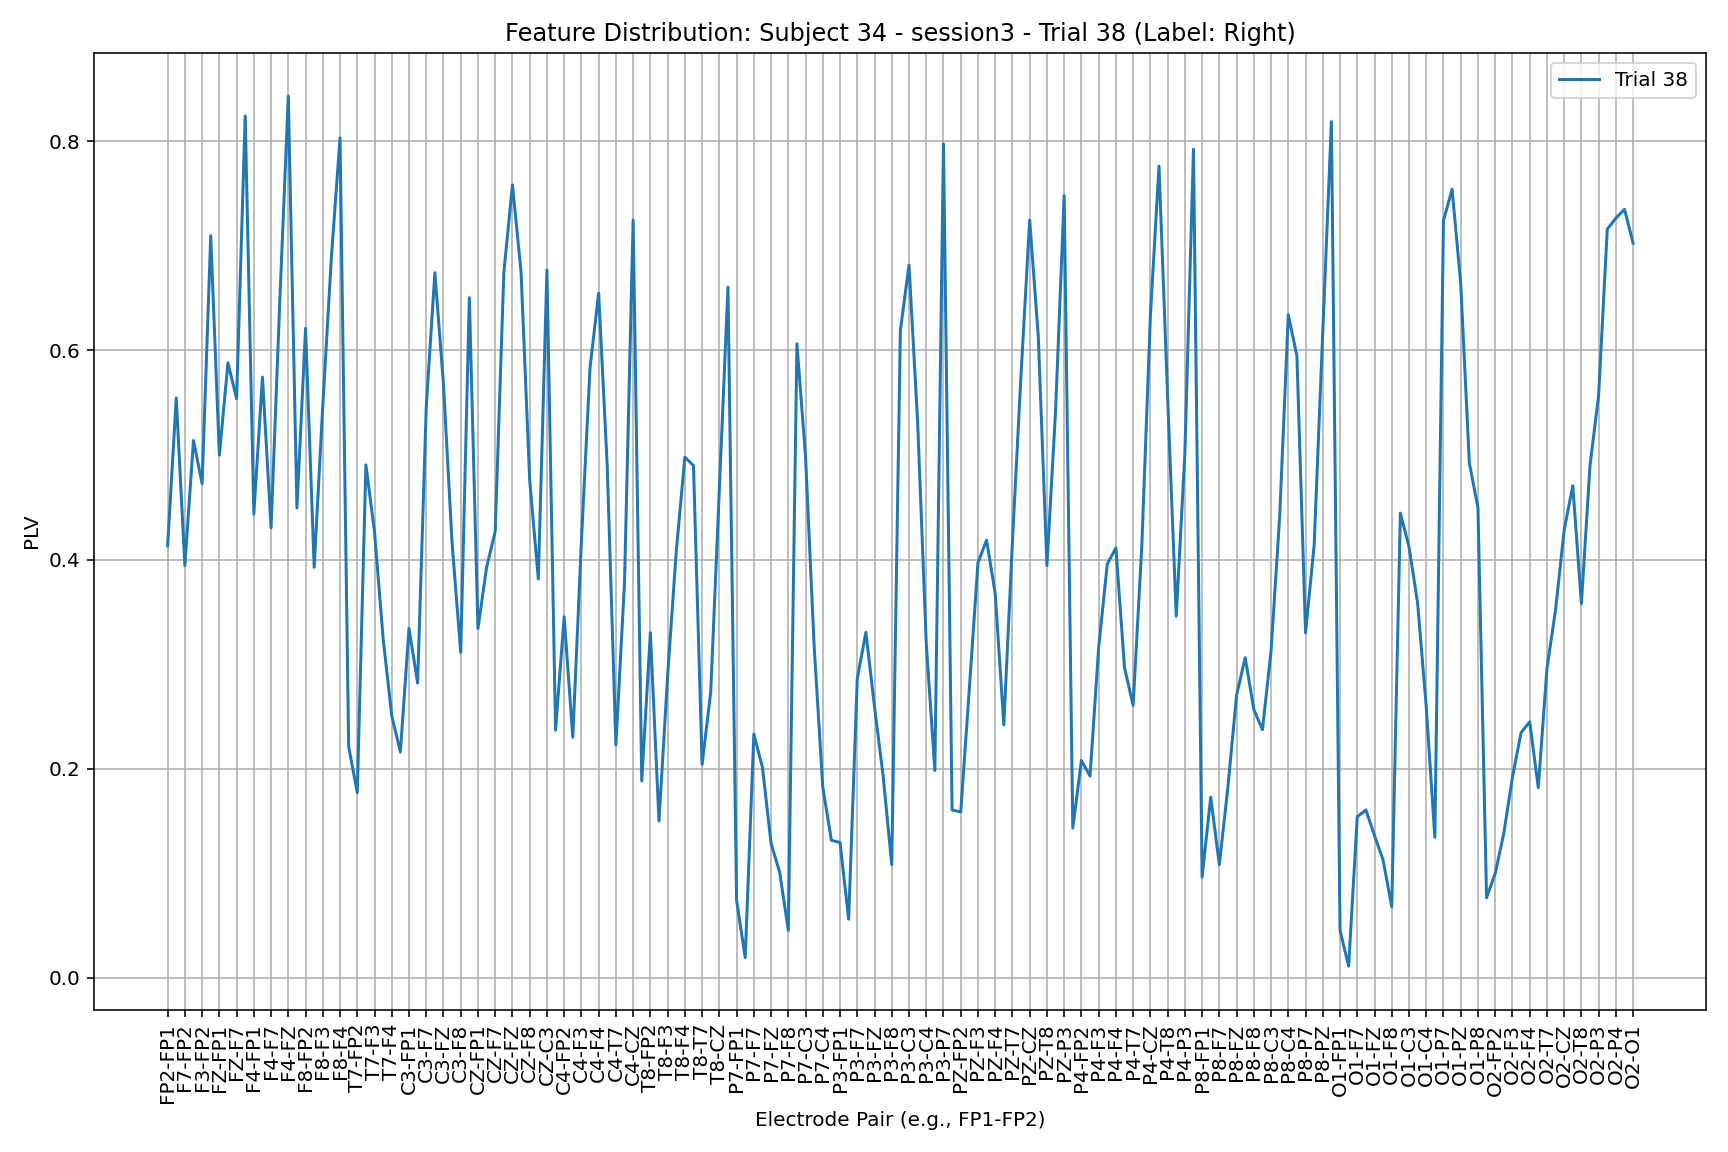 Feature Distribution: Subject 34 - session3 - Trial 38 (Label: Right)
Trial 38
PLV
0.8
0.6
0.4
0.2
0.0
FP2-FP1
F7-FP2
F3-FP2
FZ-FP1
FZ-F7
F4-FP1
F4-F7
F4-FZ
F8-FP2
F8-F3
F8-F4
T7-FP2
T7-F3
T7-F4
C3-FP1
C3-F7
C3-FZ
C3-F8
CZ-FP1
CZ-F7
CZ-FZ
CZ-F8
CZ-C3
C4-FP2
C4-F3
C4-F4
C4-T7
C4-CZ
T8-FP2
T8-F3
T8-F4
T8-T7
T8-CZ
P7-FP1
P7-F7
P7-FZ
P7-F8
P7-C3
P7-C4
P3-FP1
P3-F7
P3-FZ
P3-F8
P3-C3
P3-C4
P3-P7
PZ-FP2
PZ-F3
PZ-F4
PZ-T7
PZ-CZ
PZ-T8
PZ-P3
P4-FP2
P4-F3
P4-F4
P4-T7
P4-CZ
P4-T8
P4-P3
P8-FP1
P8-F7
P8-FZ
P8-F8
P8-C3
P8-C4
P8-P7
P8-PZ
O1-FP1
O1-F7
O1-FZ
O1-F8
O1-C3
O1-C4
O1-P7
O1-PZ
O1-P8
O2-FP2
O2-F3
O2-F4
O2-T7
O2-CZ
O2-T8
O2-P3
O2-P4
O2-O1
Electrode Pair (e.g., FP1-FP2)